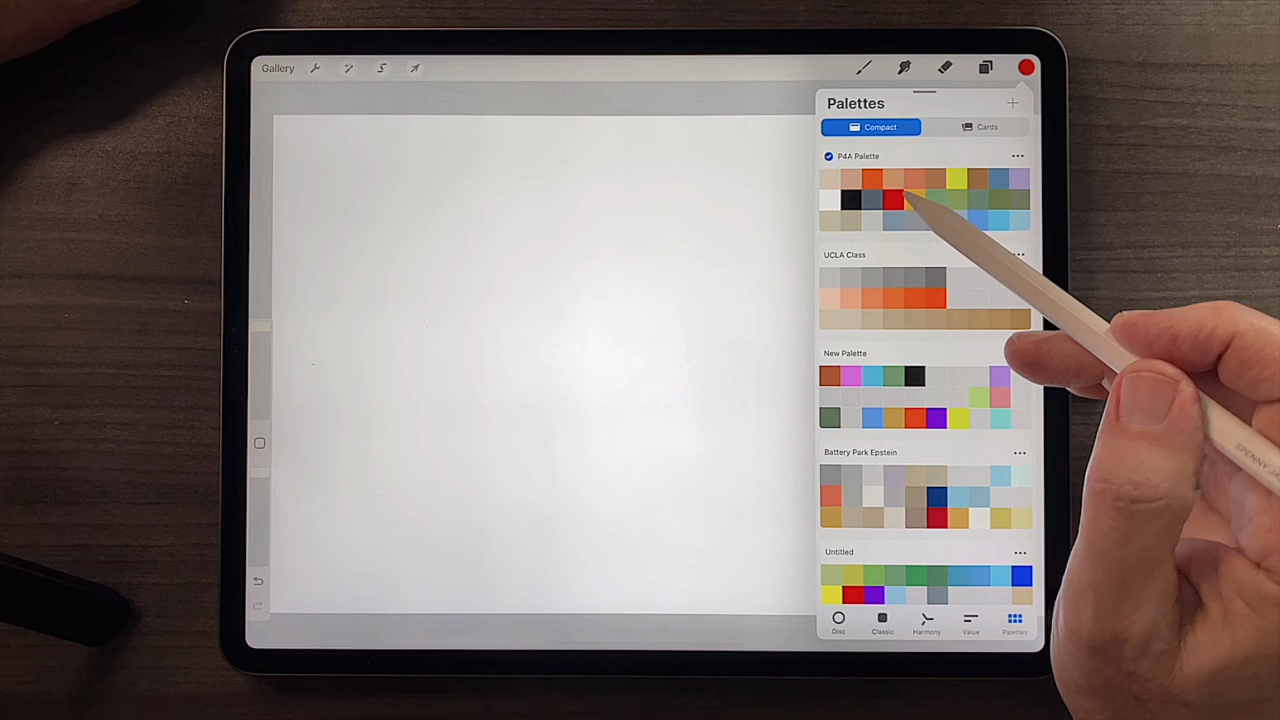 Gallery
Palettes
Compact
Cards
P4A Palette
UCLA Class
New Palette
Battery Park Epstein
Untitled
Disc
Classic
Harmony
Value
Palettes
SPENNY